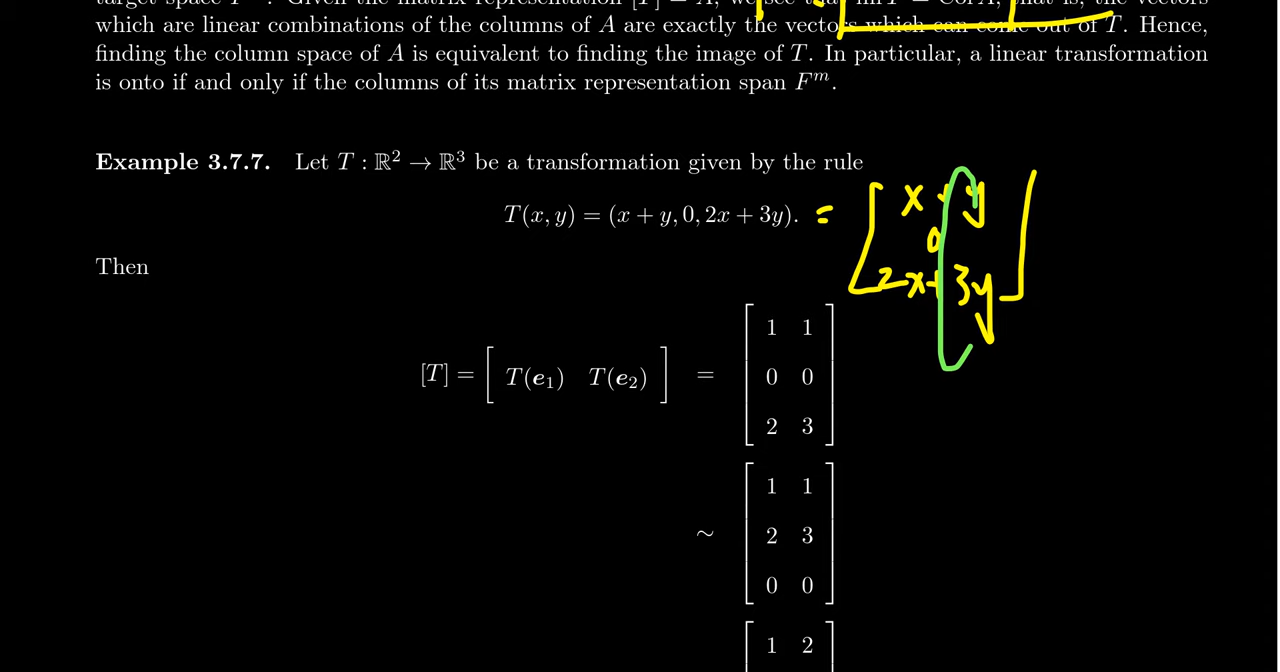 which are linear combinations of the columns of A are exactly the vectors which can come out of T. Hence,
finding the column space of A is equivalent to finding the image of T. In particular, a linear transformation
is onto if and only if the columns of its matrix representation span F^m.
Example 3.7.7. Let T : ℝ² → ℝ³ be a transformation given by the rule
T(x, y) = (x + y, 0, 2x + 3y). = [ x + y
0
2x + 3y ]
Then
[T] = [ T(e₁) T(e₂) ] = [ 1 1
0 0
2 3 ]
∼ [ 1 1
2 3
0 0 ]
[ 1 2